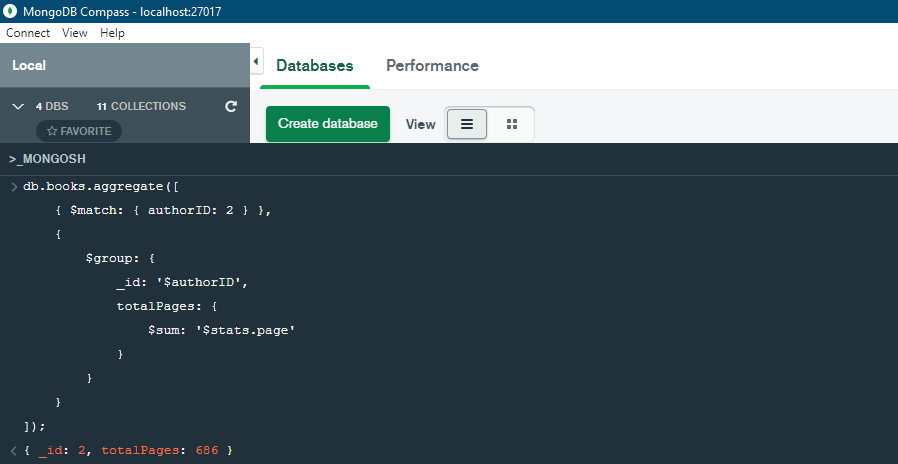 MongoDB Compass - localhost:27017
Connect View Help
Local
Databases Performance
4 DBS 11 COLLECTIONS
FAVORITE
Create database View
>_MONGOSH
db.books.aggregate([
{ $match: { authorID: 2 } },
{
$group: {
_id: '$authorID',
totalPages: {
$sum: '$stats.page'
}
}
}
]);
{ _id: 2, totalPages: 686 }